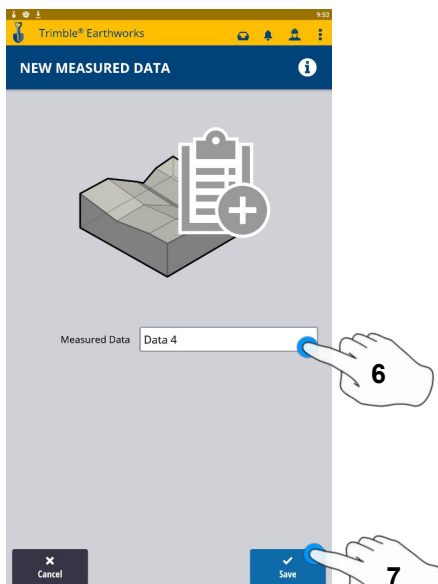 9:53
Trimble® Earthworks
NEW MEASURED DATA
Measured Data Data 4
6
Cancel
Save
7